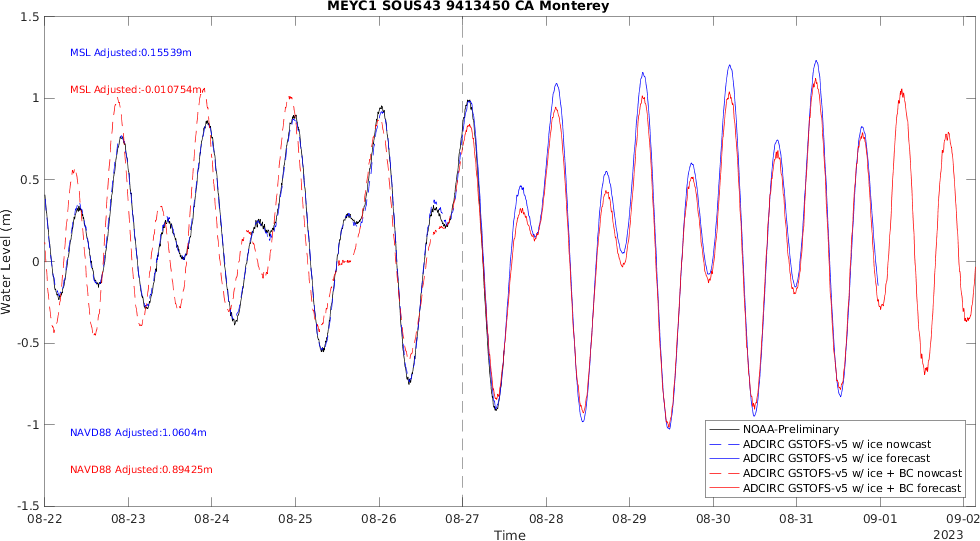 MEYC1 SOUS43 9413450 CA Monterey
1.5
MSL Adjusted:0.15539m
MSL Adjusted:-0.010754m
1
0.5
Water Level (m)
0
-0.5
-1
NAVD88 Adjusted:1.0604m
NAVD88 Adjusted:0.89425m
-1.5
NOAA-Preliminary
ADCIRC GSTOFS-v5 w/ ice nowcast
ADCIRC GSTOFS-v5 w/ ice forecast
ADCIRC GSTOFS-v5 w/ ice + BC nowcast
ADCIRC GSTOFS-v5 w/ ice + BC forecast
08-22 08-23 08-24 08-25 08-26 08-27 08-28 08-29 08-30 08-31 09-01 09-02
Time
2023